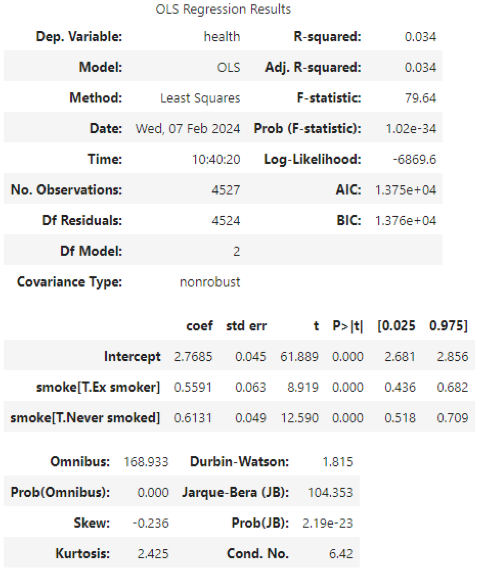 OLS Regression Results
Dep. Variable: health R-squared: 0.034
Model: OLS Adj. R-squared: 0.034
Method: Least Squares F-statistic: 79.64
Date: Wed, 07 Feb 2024 Prob (F-statistic): 1.02e-34
Time: 10:40:20 Log-Likelihood: -6869.6
No. Observations: 4527 AIC: 1.375e+04
Df Residuals: 4524 BIC: 1.376e+04
Df Model: 2
Covariance Type: nonrobust
coef std err t P>|t| [0.025 0.975]
Intercept 2.7685 0.045 61.889 0.000 2.681 2.856
smoke[T.Ex smoker] 0.5591 0.063 8.919 0.000 0.436 0.682
smoke[T.Never smoked] 0.6131 0.049 12.590 0.000 0.518 0.709
Omnibus: 168.933 Durbin-Watson: 1.815
Prob(Omnibus): 0.000 Jarque-Bera (JB): 104.353
Skew: -0.236 Prob(JB): 2.19e-23
Kurtosis: 2.425 Cond. No. 6.42